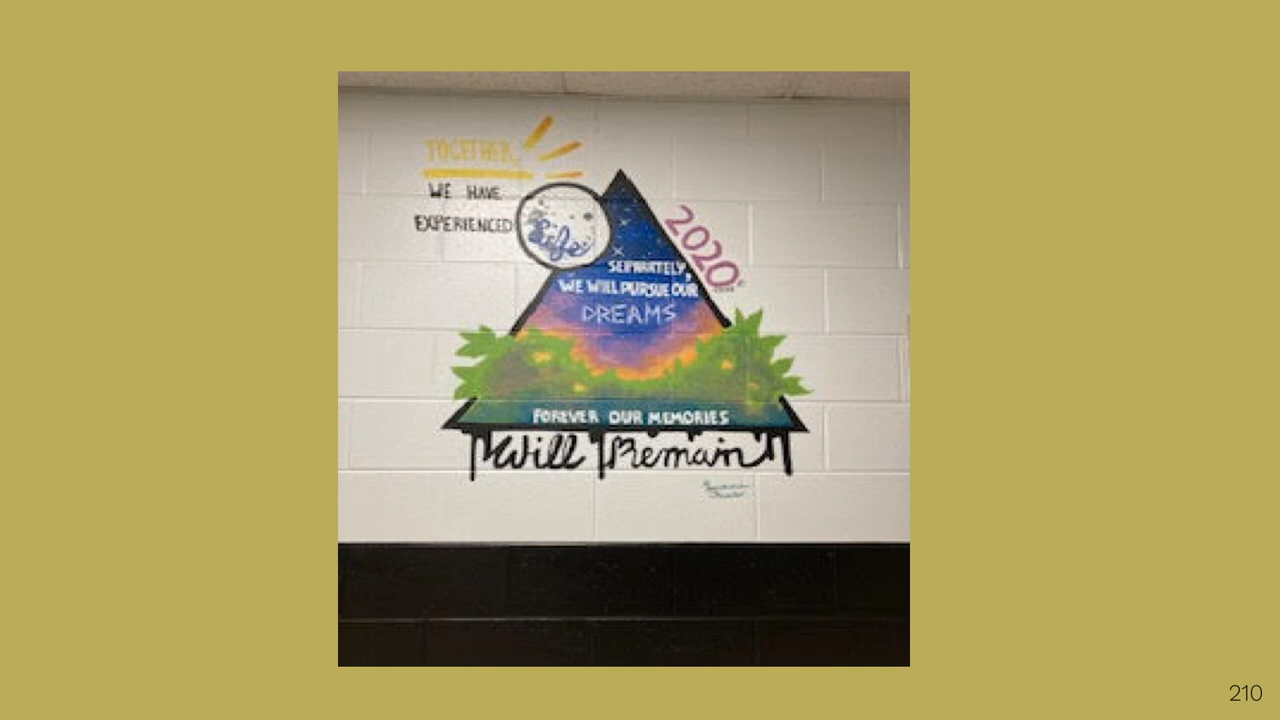 TOGETHER,
WE HAVE
EXPERIENCED
Life
2020
SEPARATELY,
WE WILL PURSUE OUR
DREAMS
FOREVER OUR MEMORIES
Will Remain
210